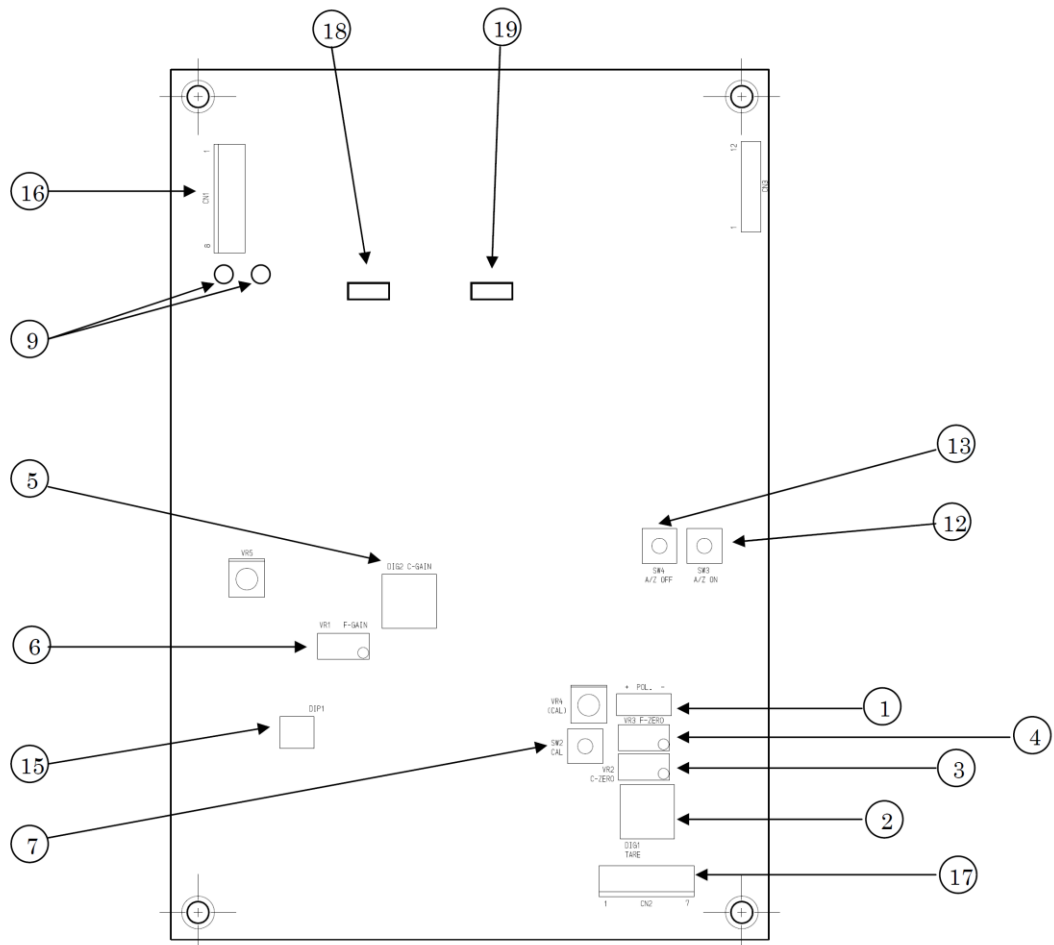 18
19
1
CN1
8
16
12
CN3
1
9
13
5
12
VR5
DIG2 C-GAIN
SW4
A/Z OFF
SW3
A/Z ON
VR1 F-GAIN
6
+ POL. -
VR4
(CAL)
1
DIP1
VR3 F-ZERO
4
SW2
CAL
15
VR2
C-ZERO
3
7
2
DIG1
TARE
17
1 CN2 7